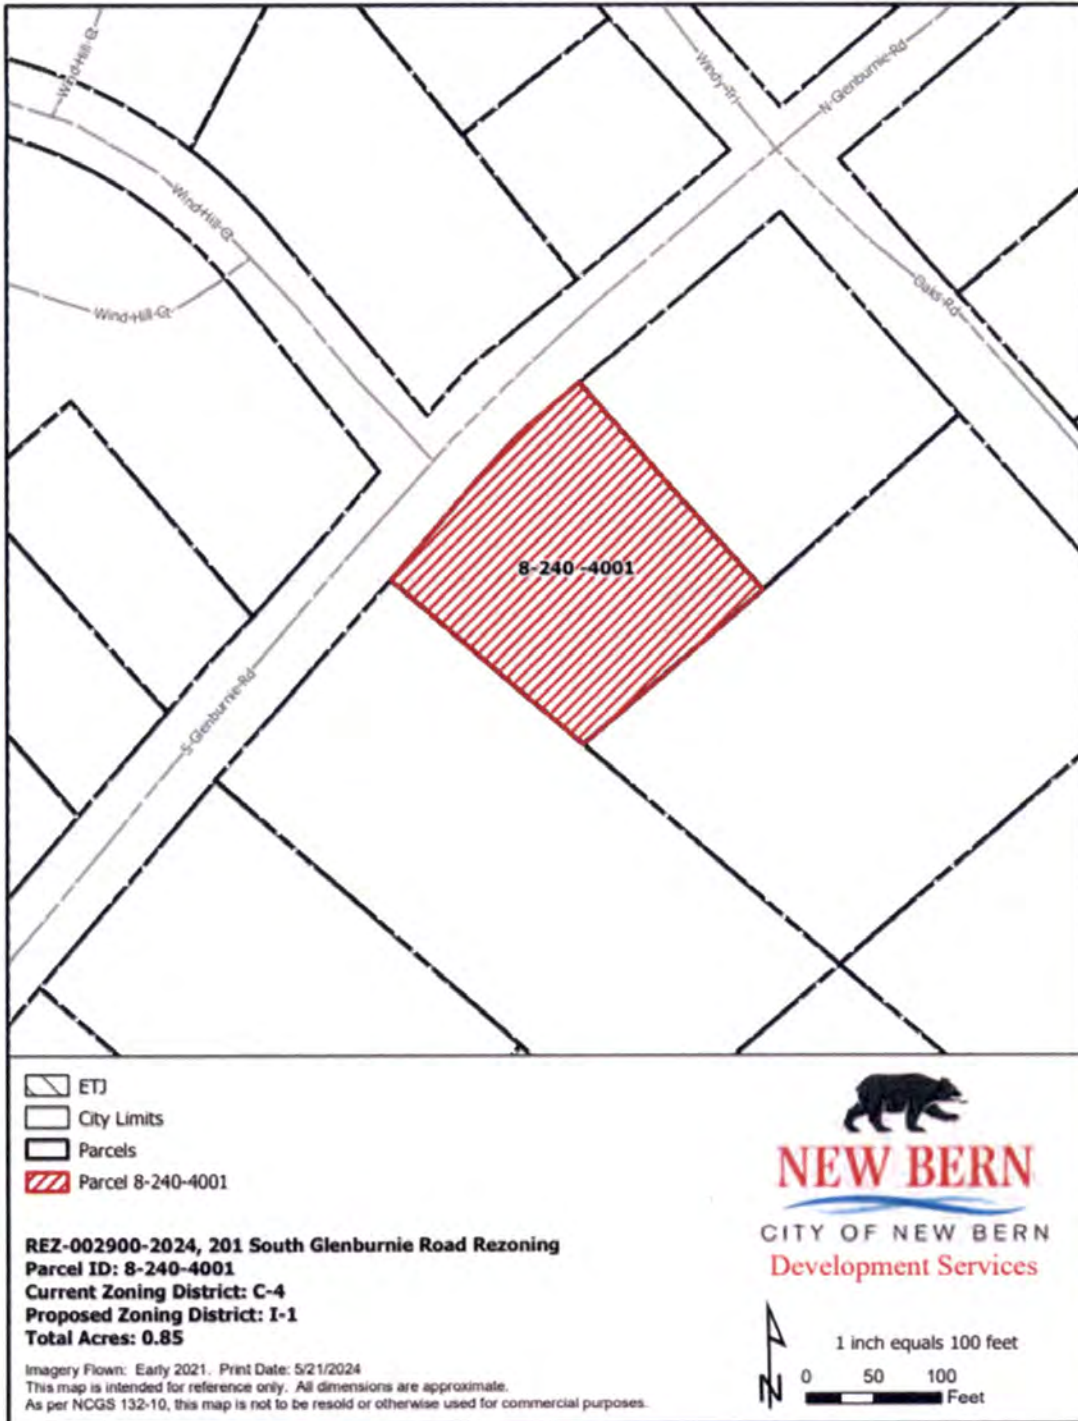 Wind-Hill-Ct
Windy-Trl
N-Glenburnie-Rd
Wind-Hill-Ct
Wind-Hill-Ct
Oaks-Rd
8-240 -4001
S-Glenburnie-Rd
ETJ
City Limits
Parcels
Parcel 8-240-4001
REZ-002900-2024, 201 South Glenburnie Road Rezoning
Parcel ID: 8-240-4001
Current Zoning District: C-4
Proposed Zoning District: I-1
Total Acres: 0.85
Imagery Flown: Early 2021. Print Date: 5/21/2024
This map is intended for reference only. All dimensions are approximate.
As per NCGS 132-10, this map is not to be resold or otherwise used for commercial purposes.
NEW BERN
CITY OF NEW BERN
Development Services
N
1 inch equals 100 feet
0 50 100
Feet